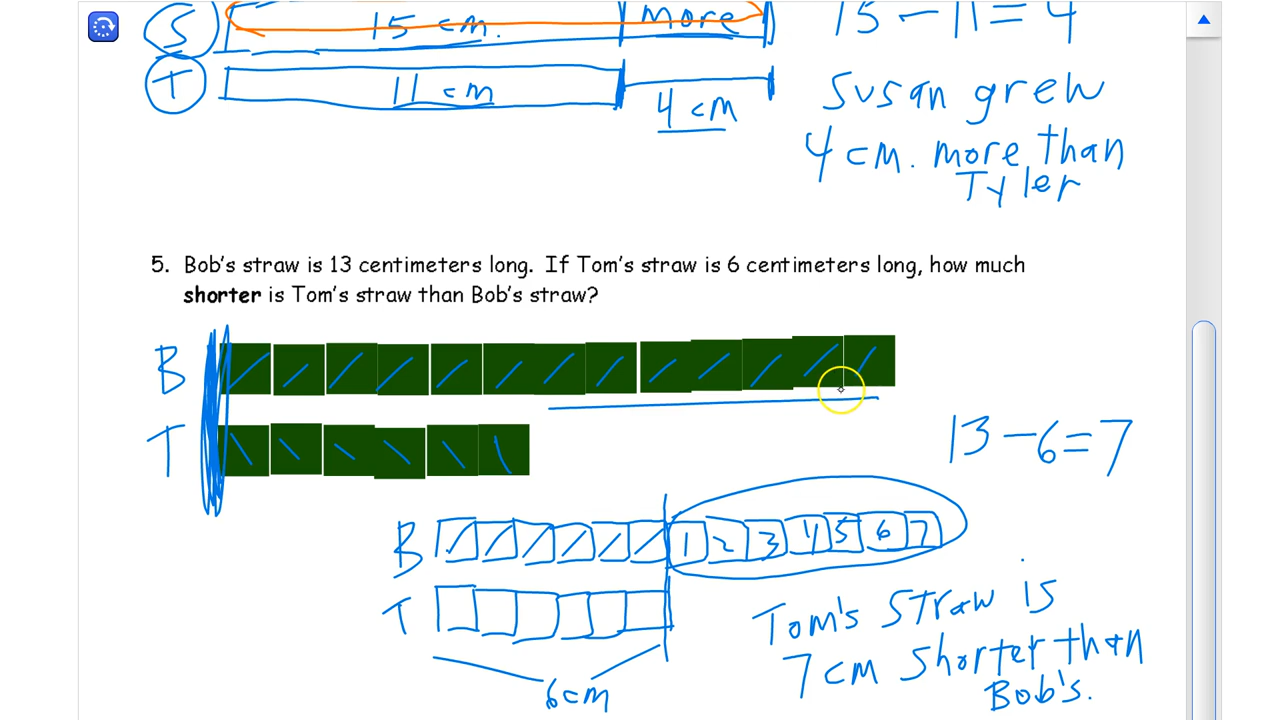 S 15 cm. more 15 - 11 = 4
T 11 cm 4 cm
Susan grew
4 cm. more than
Tyler
5. Bob's straw is 13 centimeters long. If Tom's straw is 6 centimeters long, how much
shorter is Tom's straw than Bob's straw?
B
T
13 - 6 = 7
B 1 2 3 4 5 6 7
T
6cm
Tom's straw is
7 cm shorter than
Bob's.